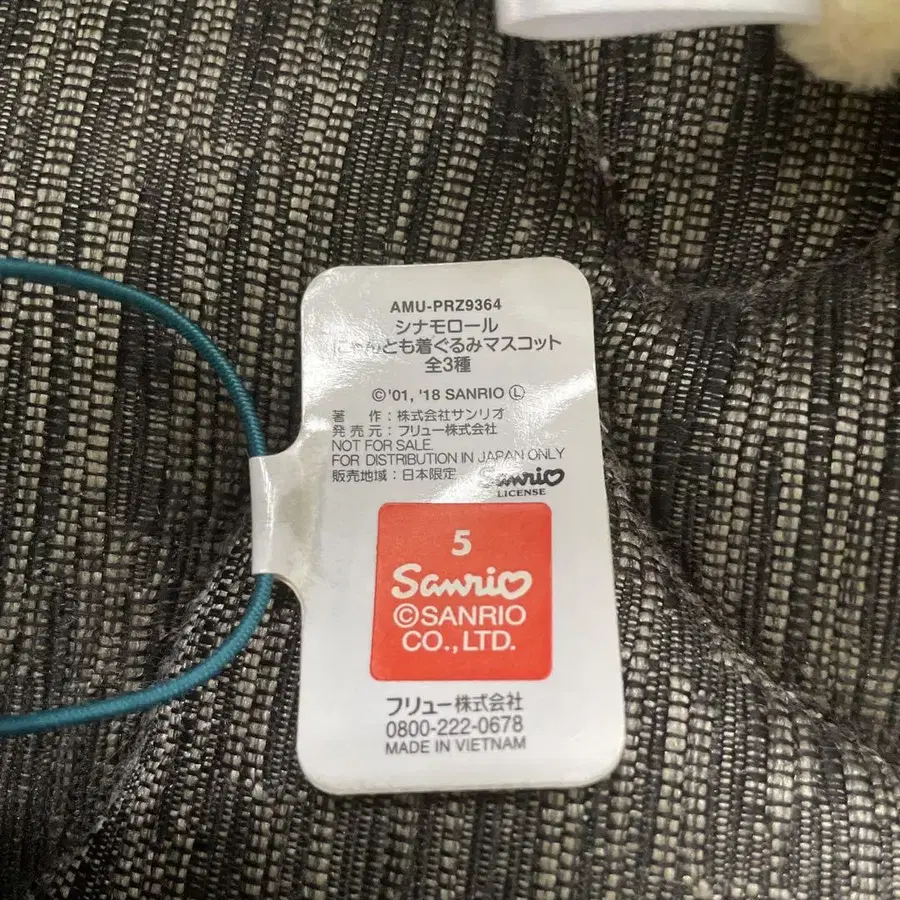 AMU-PRZ9364
シナモロール
にゃんとも着ぐるみマスコット
全3種
©'01, '18 SANRIO Ⓛ
著 作：株式会社サンリオ
発 売 元：フリュー株式会社
NOT FOR SALE.
FOR DISTRIBUTION IN JAPAN ONLY
販売地域：日本限定
Sanrio
LICENSE
5
Sanrio
©SANRIO
CO.,LTD.
フリュー株式会社
0800-222-0678
MADE IN VIETNAM